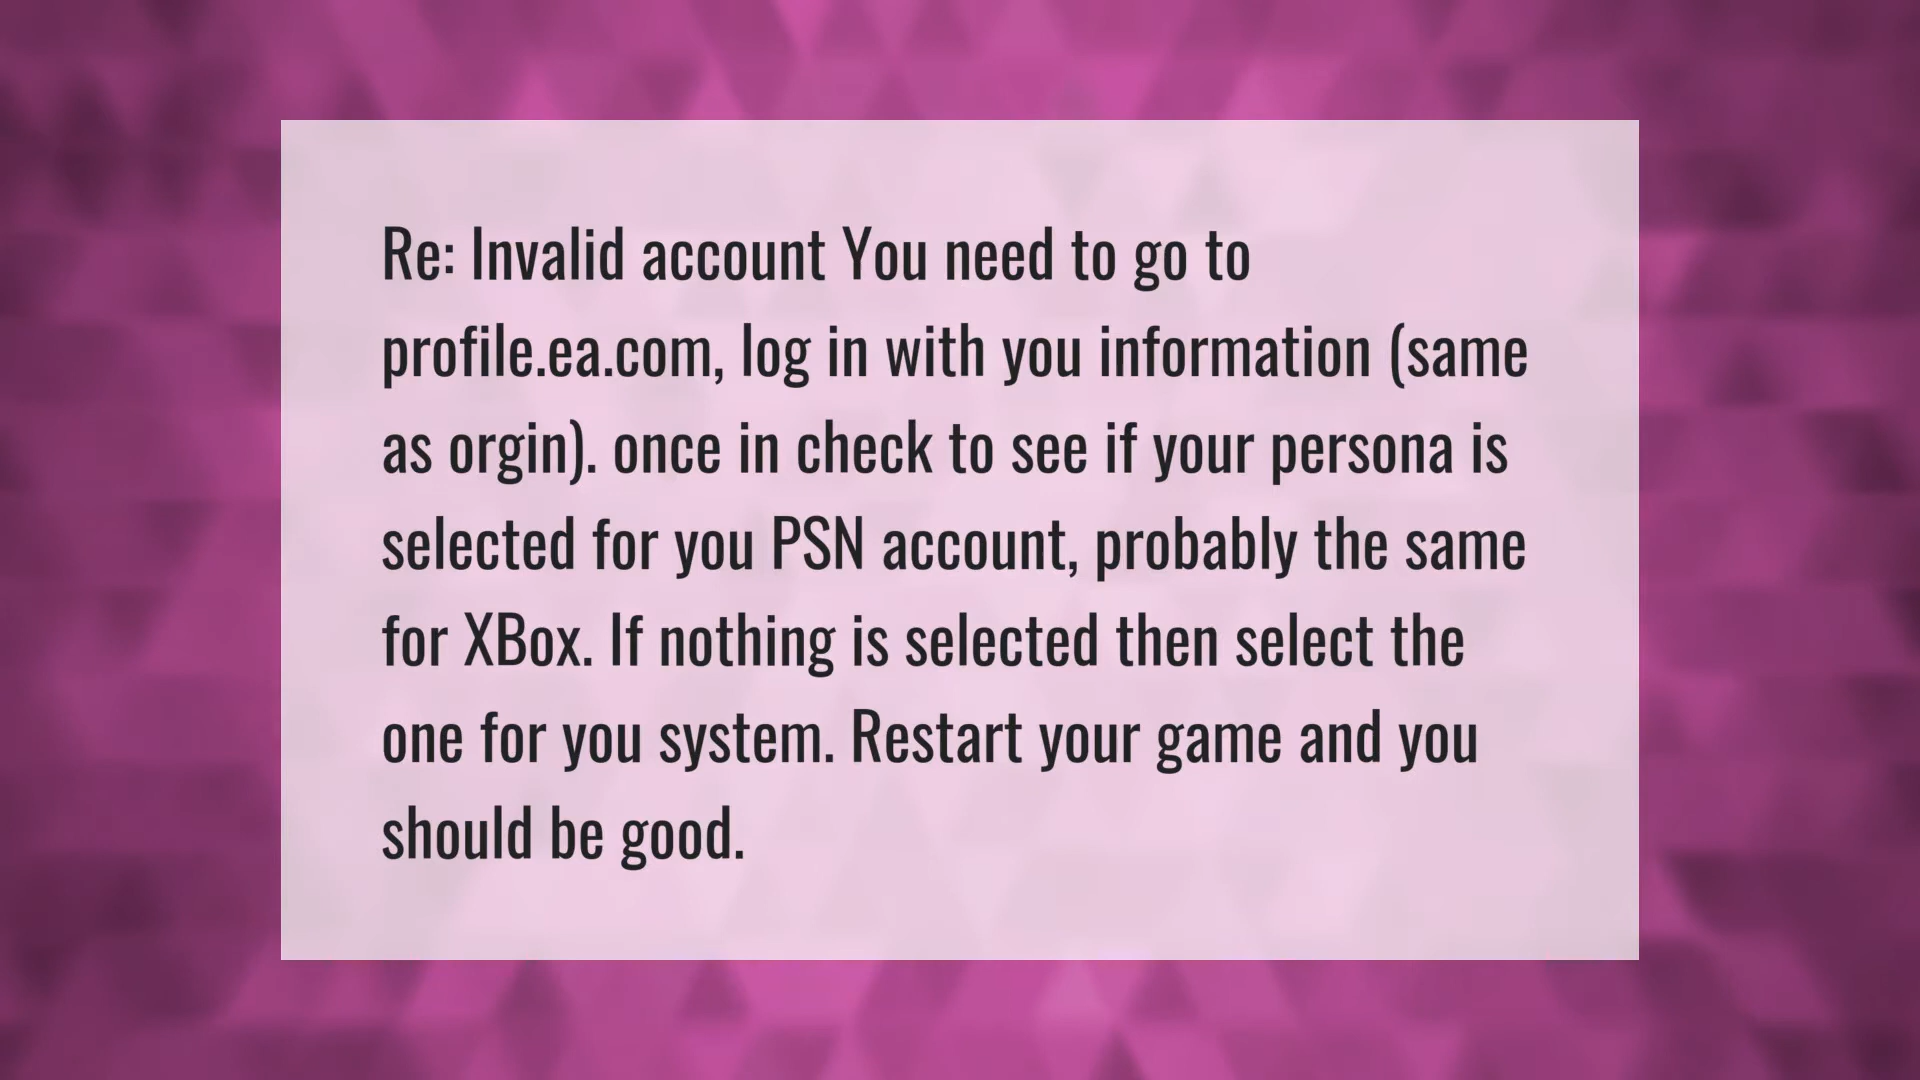 Re: Invalid account You need to go to
profile.ea.com, log in with you information (same
as orgin). once in check to see if your persona is
selected for you PSN account, probably the same
for XBox. If nothing is selected then select the
one for you system. Restart your game and you
should be good.